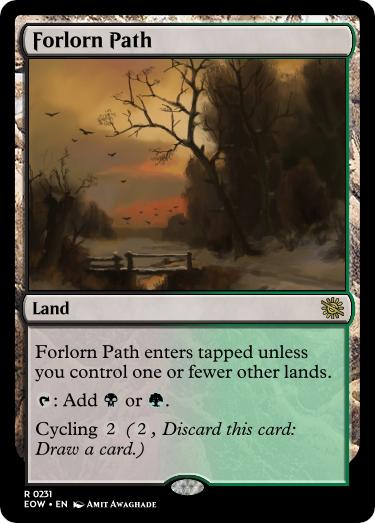 Forlorn Path
Land
Forlorn Path enters tapped unless
you control one or fewer other lands.
: Add or .
Cycling 2 (2, Discard this card:
Draw a card.)
R 0231
EOW • EN Amit Awaghade